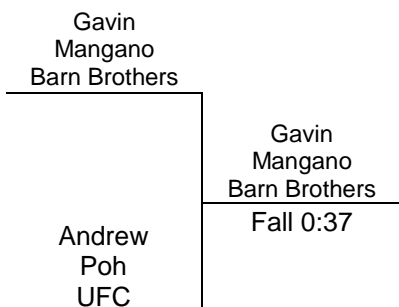 Gavin
Mangano
Barn Brothers
Gavin
Mangano
Barn Brothers
Fall 0:37
Andrew
Poh
UFC